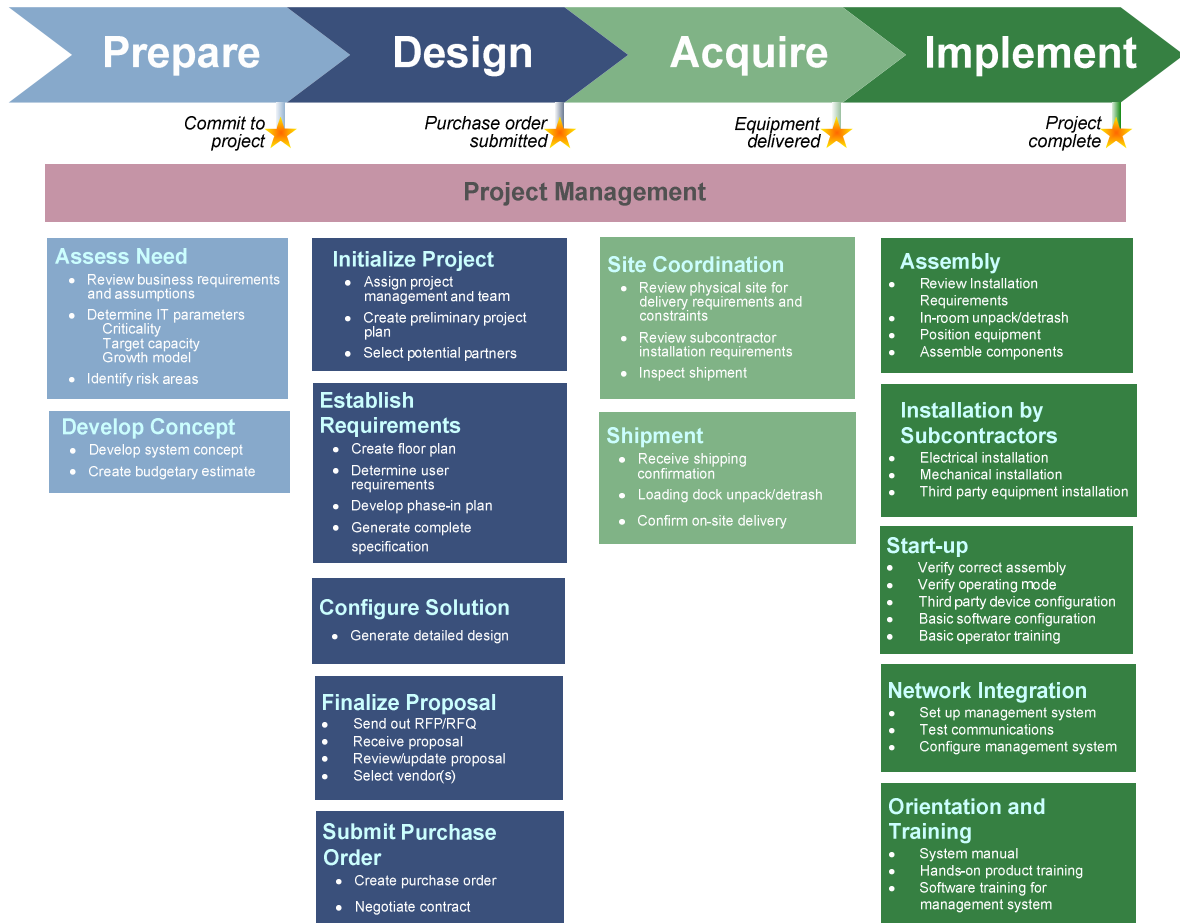 Prepare
Design
Acquire
Implement
Commit to
project
Purchase order
submitted
Equipment
delivered
Project
complete
Project Management
Assess Need
• Review business requirements
and assumptions
• Determine IT parameters
Criticality
Target capacity
Growth model
• Identify risk areas
Develop Concept
• Develop system concept
• Create budgetary estimate
Initialize Project
• Assign project
management and team
• Create preliminary project
plan
• Select potential partners
Establish
Requirements
• Create floor plan
• Determine user
requirements
• Develop phase-in plan
• Generate complete
specification
Configure Solution
• Generate detailed design
Finalize Proposal
• Send out RFP/RFQ
• Receive proposal
• Review/update proposal
• Select vendor(s)
Submit Purchase
Order
• Create purchase order
• Negotiate contract
Site Coordination
• Review physical site for
delivery requirements and
constraints
• Review subcontractor
installation requirements
• Inspect shipment
Shipment
• Receive shipping
confirmation
• Loading dock unpack/detrash
• Confirm on-site delivery
Assembly
• Review Installation
Requirements
• In-room unpack/detrash
• Position equipment
• Assemble components
Installation by
Subcontractors
• Electrical installation
• Mechanical installation
• Third party equipment installation
Start-up
• Verify correct assembly
• Verify operating mode
• Third party device configuration
• Basic software configuration
• Basic operator training
Network Integration
• Set up management system
• Test communications
• Configure management system
Orientation and
Training
• System manual
• Hands-on product training
• Software training for
management system